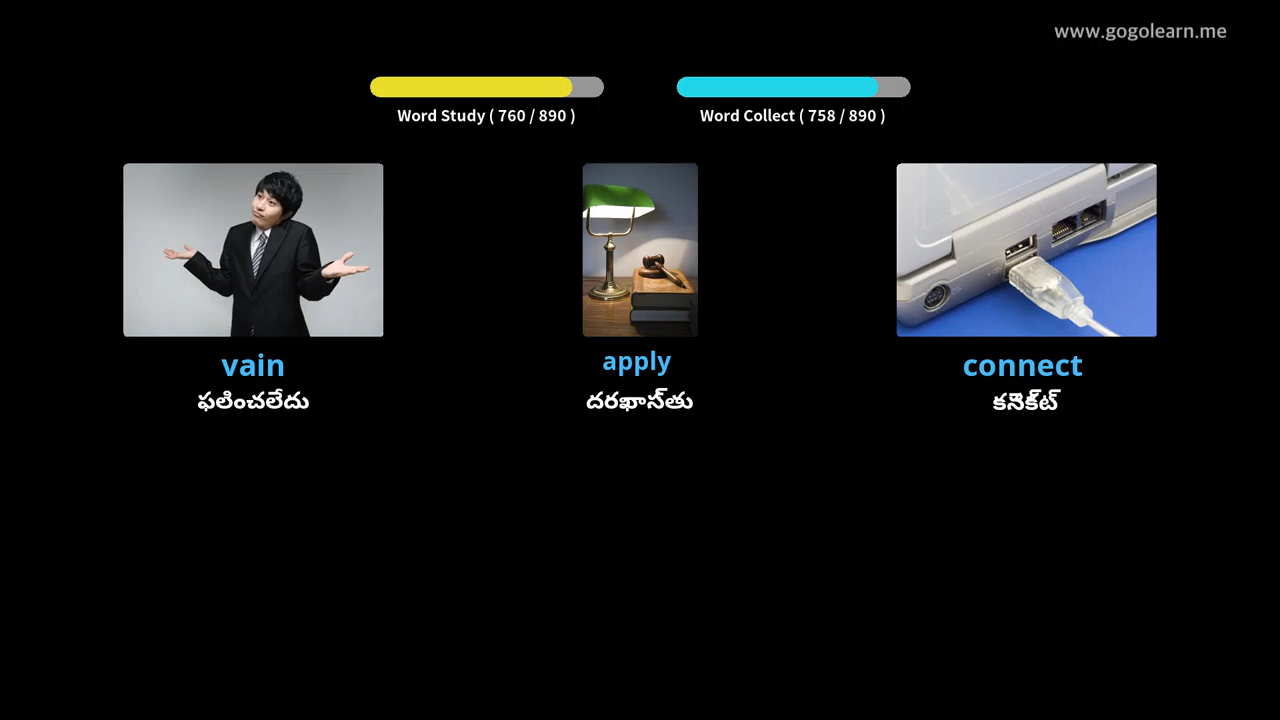 www.gogolearn.me
Word Study ( 760 / 890 )
Word Collect ( 758 / 890 )
vain
apply
connect
ఫలించలేదు
దరఖాస్‌తు
కనెక్‌ట్